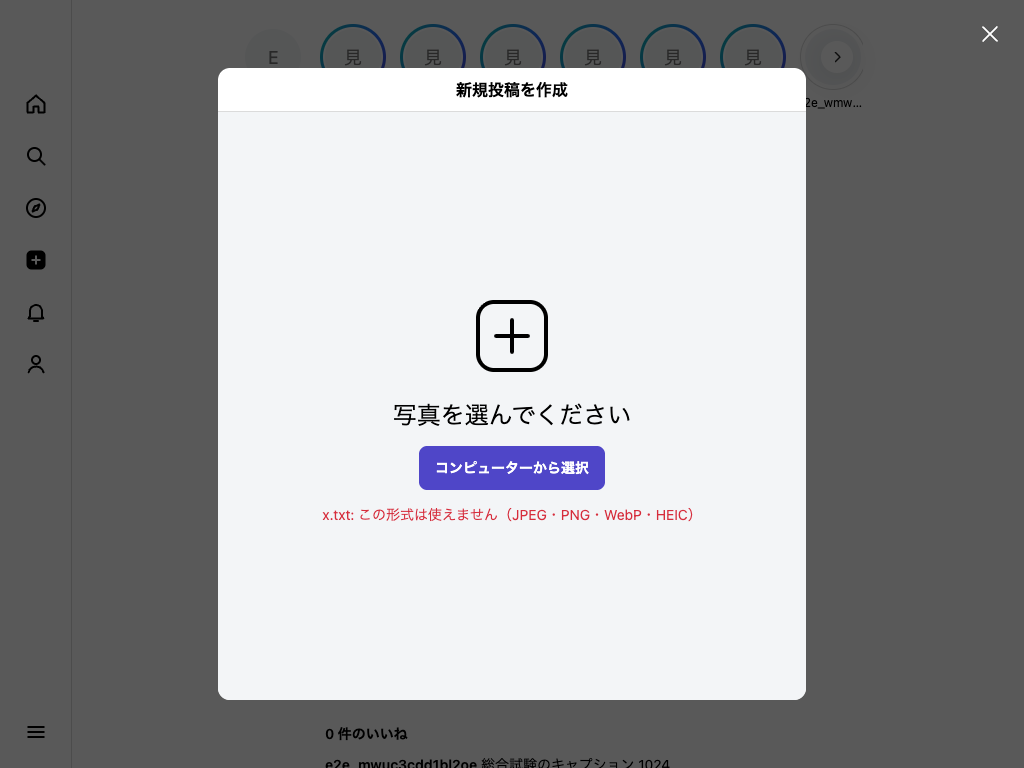 E
見
見
見
見
見
見
2e_wmw...
新規投稿を作成
写真を選んでください
コンピューターから選択
x.txt: この形式は使えません（JPEG・PNG・WebP・HEIC）
0 件のいいね
e2e_mwuc3cdd1bl2oe 総合試験のキャプション 1024